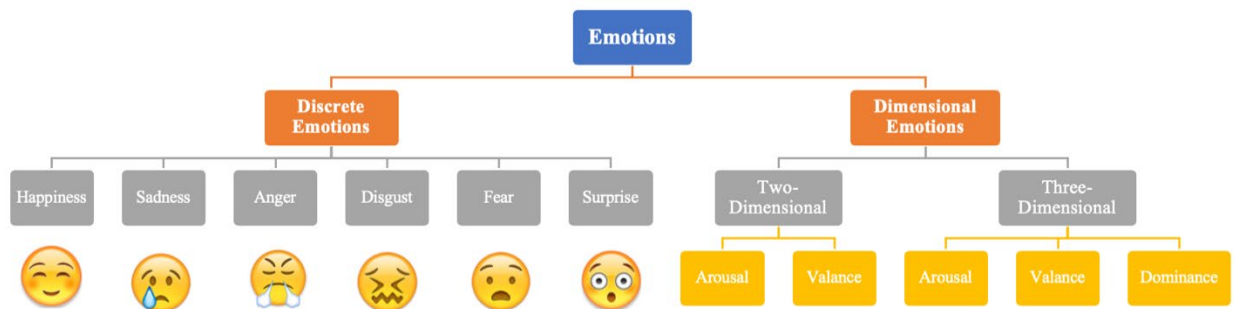 Emotions
Discrete
Emotions
Dimensional
Emotions
Happiness
Sadness
Anger
Disgust
Fear
Surprise
Two-
Dimensional
Three-
Dimensional
Arousal
Valance
Arousal
Valance
Dominance